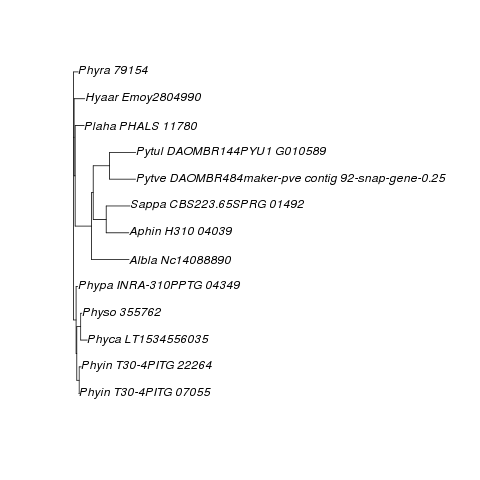 Phyra 79154
Hyaar Emoy2804990
Plaha PHALS 11780
Pytul DAOMBR144PYU1 G010589
Pytve DAOMBR484maker-pve contig 92-snap-gene-0.25
Sappa CBS223.65SPRG 01492
Aphin H310 04039
Albla Nc14088890
Phypa INRA-310PPTG 04349
Physo 355762
Phyca LT1534556035
Phyin T30-4PITG 22264
Phyin T30-4PITG 07055